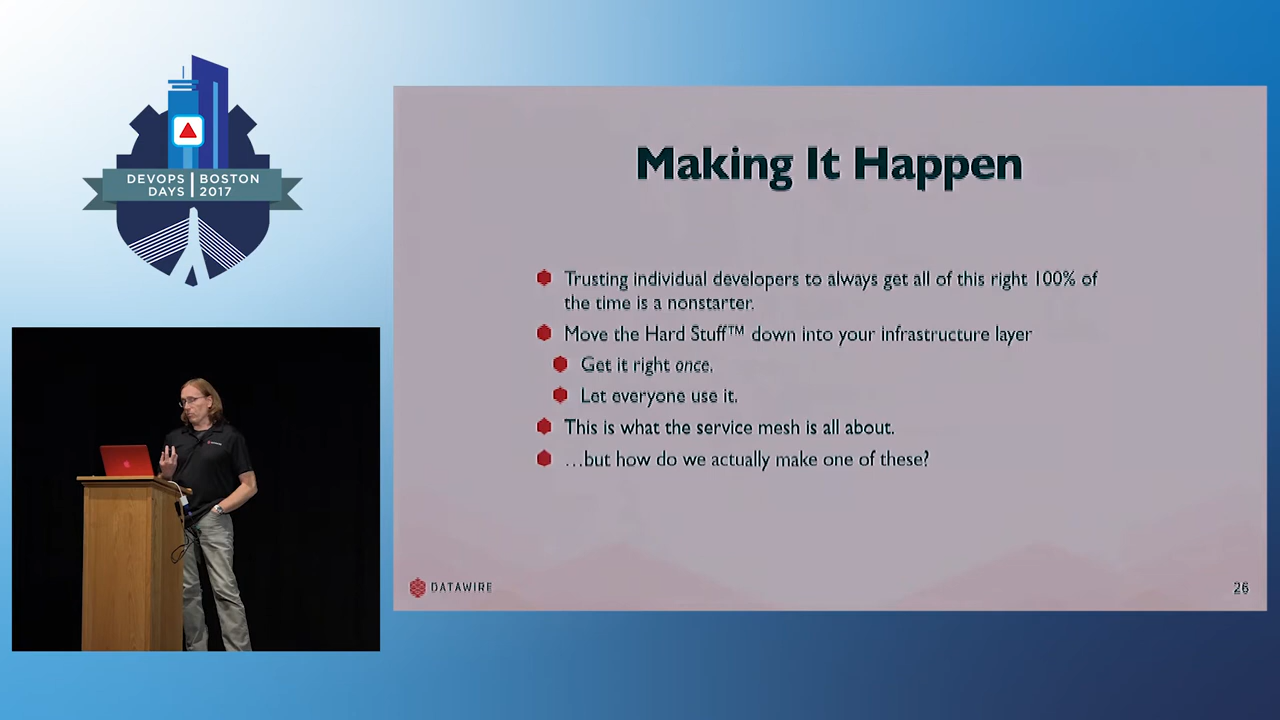 DEVOPS | BOSTON
DAYS | 2017
Making It Happen
Trusting individual developers to always get all of this right 100% of
the time is a nonstarter.
Move the Hard Stuff™ down into your infrastructure layer
Get it right once.
Let everyone use it.
This is what the service mesh is all about.
…but how do we actually make one of these?
DATAWIRE
26